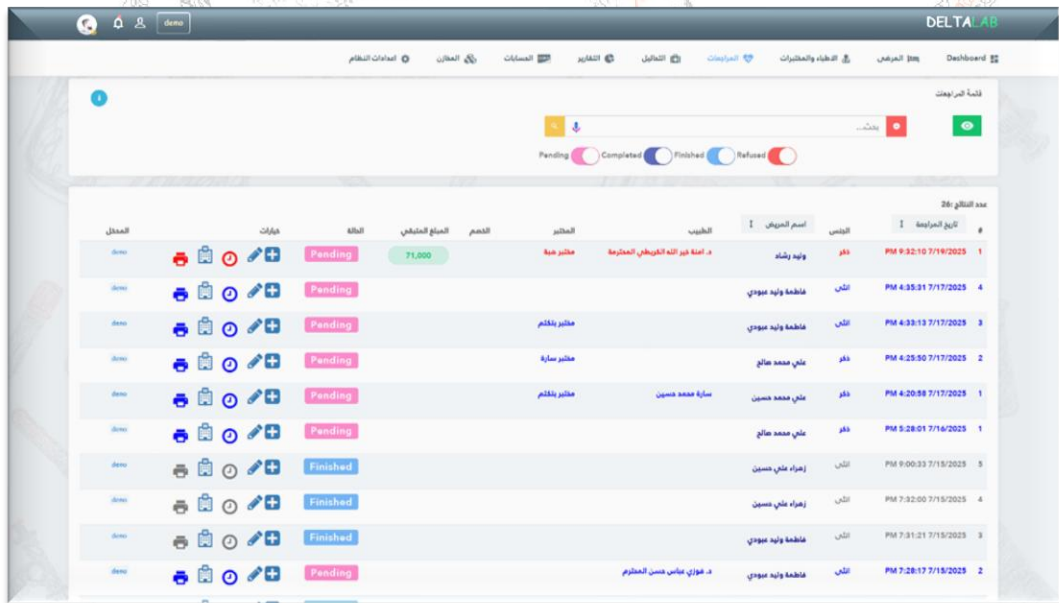 DELTALAB
demo
Dashboard المرضى الاطباء والمختبرات المراجعات التحاليل التقارير الحسابات المخازن اعدادات النظام
قائمة المراجعات
بحث...
Pending Completed Finished Refused
عدد النتائج :26
# تاريخ المراجعة الجنس اسم المريض الطبيب المختبر الخصم المبلغ المتبقي الحالة خيارات المدخل
1 PM 9:32:10 7/19/2025 ذكر وليد رشاد د. امنة خير الله الكريطي المحترمة مختبر هبة 71,000 Pending demo
4 PM 4:35:31 7/17/2025 انثى فاطمة وليد عبودي Pending demo
3 PM 4:33:13 7/17/2025 انثى فاطمة وليد عبودي مختبر بلكلم Pending demo
2 PM 4:25:50 7/17/2025 ذكر علي محمد صالح مختبر سارة Pending demo
1 PM 4:20:58 7/17/2025 ذكر علي محمد حسين سارة محمد حسين مختبر بلكلم Pending demo
1 PM 5:28:01 7/16/2025 ذكر علي محمد صالح Pending demo
5 PM 9:00:33 7/15/2025 انثى زهراء علي حسين Finished demo
4 PM 7:32:00 7/15/2025 انثى زهراء علي حسين Finished demo
3 PM 7:31:21 7/15/2025 انثى فاطمة وليد عبودي Finished demo
2 PM 7:28:17 7/15/2025 انثى فاطمة وليد عبودي د. فوزي عباس حسن المحترم Pending demo